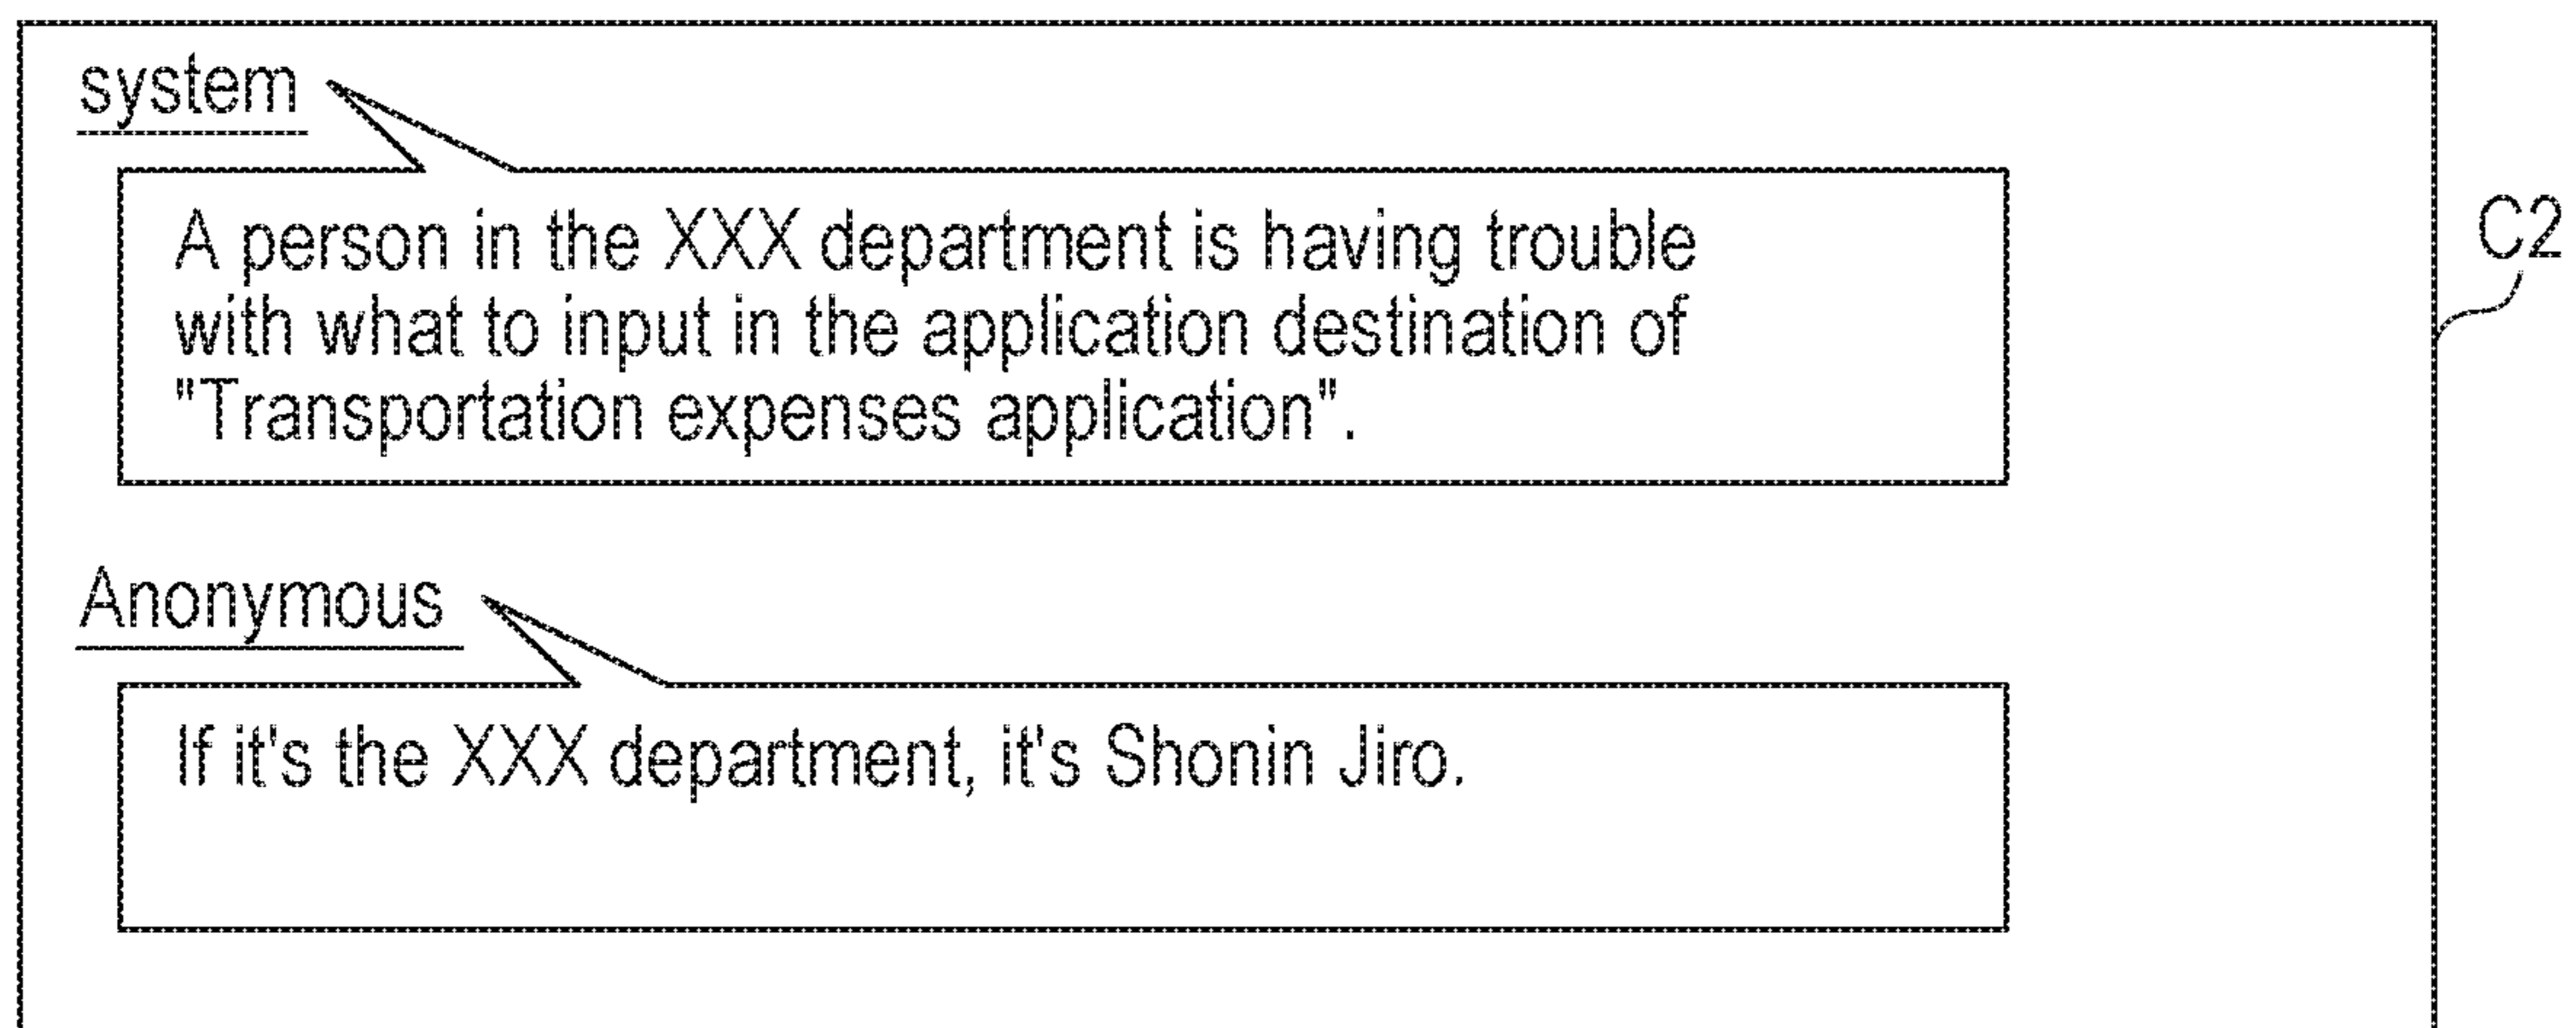 system
A person in the XXX department is having trouble
with what to input in the application destination of
"Transportation expenses application".
C2
Anonymous
If it's the XXX department, it's Shonin Jiro.